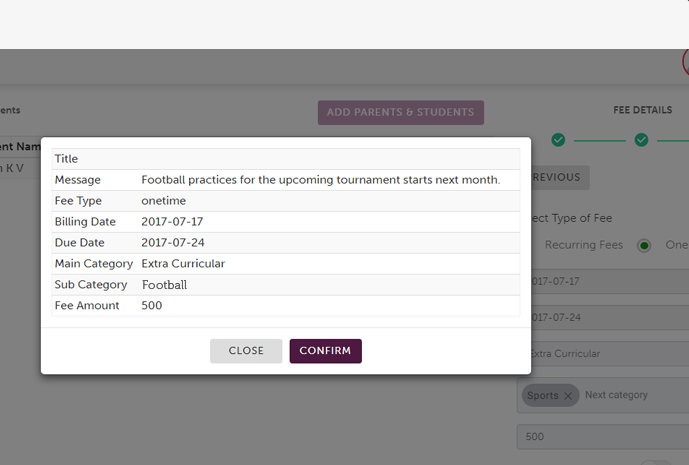 ents
ADD PARENTS & STUDENTS
FEE DETAILS
ent Nam
K V
Title
Message Football practices for the upcoming tournament starts next month.
Fee Type onetime
Billing Date 2017-07-17
Due Date 2017-07-24
Main Category Extra Curricular
Sub Category Football
Fee Amount 500
CLOSE CONFIRM
REVIOUS
ect Type of Fee
Recurring Fees One
017-07-17
017-07-24
Extra Curricular
Sports × Next category
500